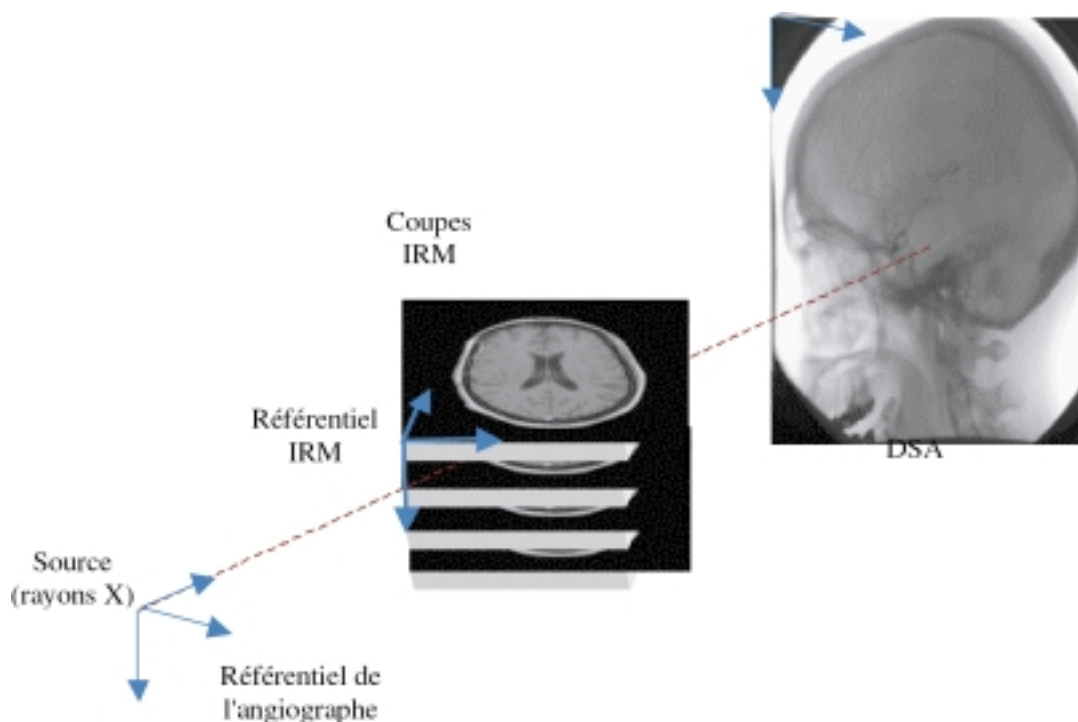 Coupes
IRM
Référentiel
IRM
DSA
Source
(rayons X)
Référentiel de
l'angiographe